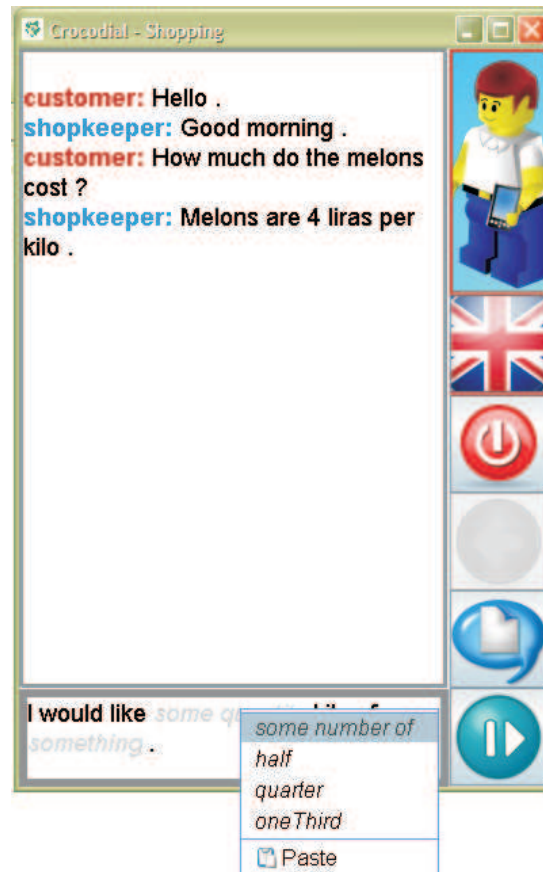 Crocodial - Shopping
customer: Hello .
shopkeeper: Good morning .
customer: How much do the melons
cost ?
shopkeeper: Melons are 4 liras per
kilo .
I would like some
something .
some number of
half
quarter
oneThird
Paste